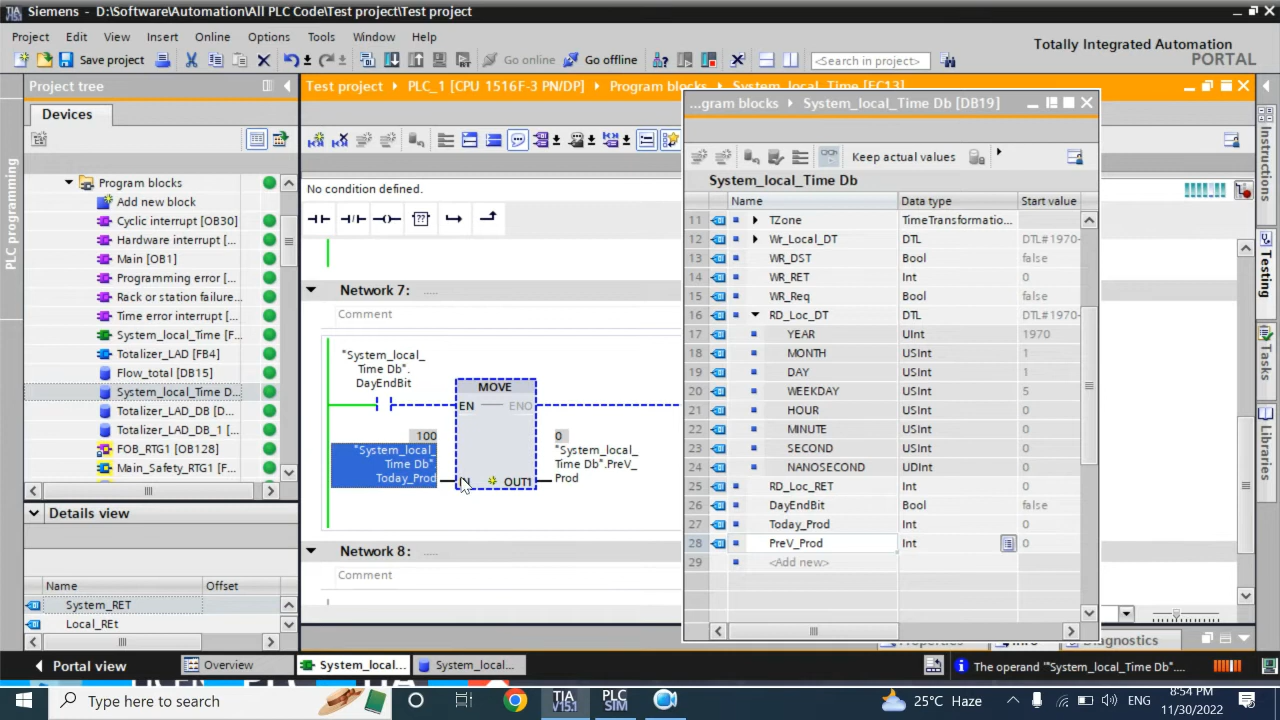 Siemens - D:\Software\Automation\All PLC Code\Test project\Test project
TIA
V15.1
Project Edit View Insert Online Options Tools Window Help
Totally Integrated Automation
PORTAL
Save project
Go online
Go offline
<Search in project>
Project tree
Test project PLC_1 [CPU 1516F-3 PN/DP] Program blocks System_local_Time [FC13]
Devices
...gram blocks System_local_Time Db [DB19]
PLC programming
Keep actual values
System_local_Time Db
Name Data type Start value
11 TZone TimeTransformatio...
12 Wr_Local_DT DTL DTL#1970-
13 WR_DST Bool false
14 WR_RET Int 0
15 WR_Req Bool false
16 RD_Loc_DT DTL DTL#1970-
17 YEAR UInt 1970
18 MONTH USInt 1
19 DAY USInt 1
20 WEEKDAY USInt 5
21 HOUR USInt 0
22 MINUTE USInt 0
23 SECOND USInt 0
24 NANOSECOND UDInt 0
25 RD_Loc_RET Int 0
26 DayEndBit Bool false
27 Today_Prod Int 0
28 PreV_Prod Int 0
29 <Add new>
Program blocks
Add new block
Cyclic interrupt [OB30]
Hardware interrupt [...
Main [OB1]
Programming error [...
Rack or station failure...
Time error interrupt [...
System_local_Time [F...
Totalizer_LAD [FB4]
Flow_total [DB15]
System_local_Time D...
Totalizer_LAD_DB [D...
Totalizer_LAD_DB_1 [...
FOB_RTG1 [OB128]
Main_Safety_RTG1 [F...
No condition defined.
??
Network 7: .....
Comment
"System_local_
Time Db".
DayEndBit
MOVE
EN ENO
100
"System_local_
Time Db".
Today_Prod
IN OUT1
0
"System_local_
Time Db".PreV_
Prod
Network 8: .....
Comment
Details view
Name Offset
System_RET
Local_REt
Instructions
Testing
Tasks
Libraries
Diagnostics
Portal view
Overview
System_local...
System_local...
The operand '"System_local_Time Db"....
Type here to search
TIA
V15.1
PLC
SIM
25°C Haze
ENG
8:54 PM
11/30/2022